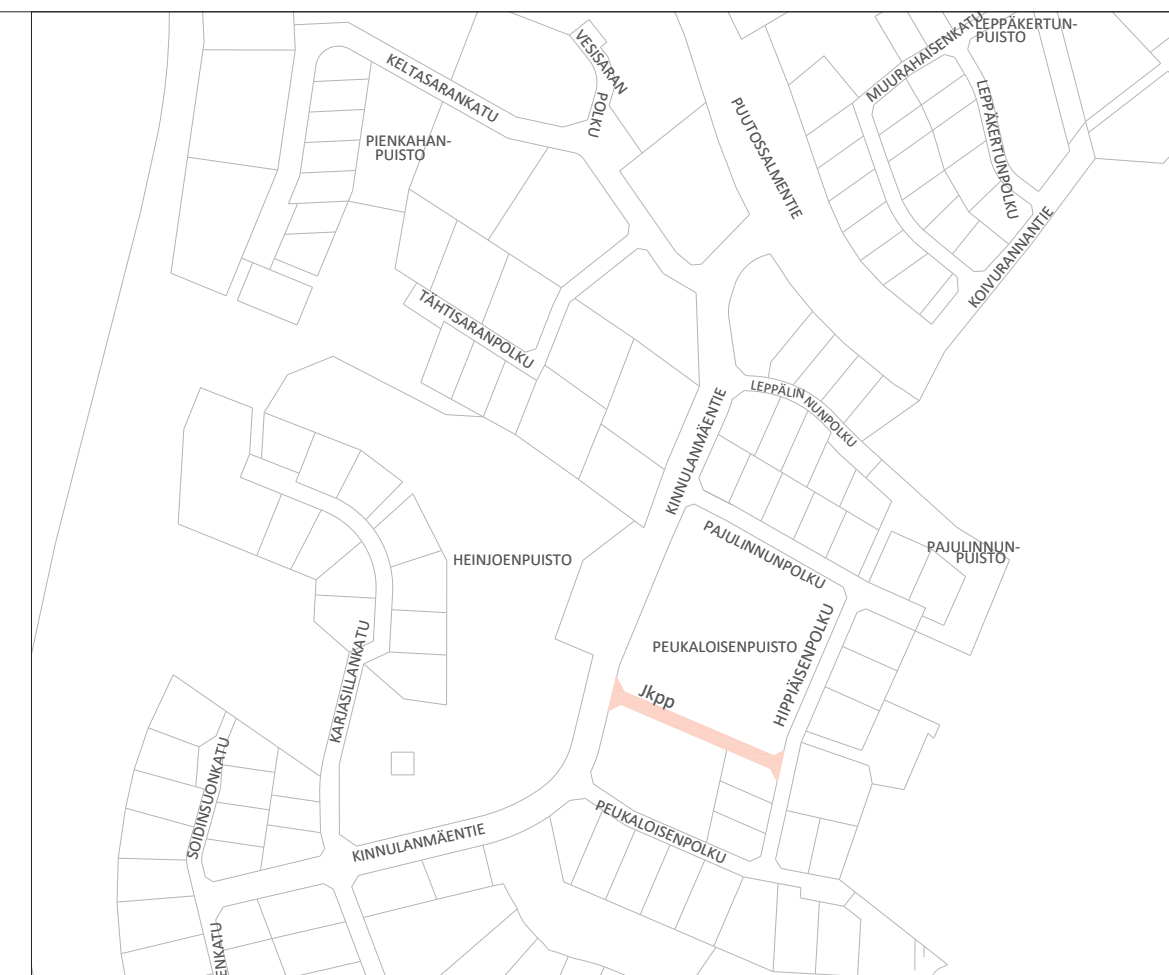 MUURAHAISENKATU
LEPPÄKERTUN-
PUISTO
VESISARAN
POLKU
KELTASARANKATU
PIENKAHAN-
PUISTO
PUUTOSSALMENTIE
LEPPÄKERTUNPOLKU
KOIVURANNANTIE
TÄHTISARANPOLKU
LEPPÄLINNUNPOLKU
KINNULANMÄENTIE
PAJULINNUNPOLKU
PAJULINNUN-
PUISTO
HEINJOENPUISTO
PEUKALOISENPUISTO
HIPPIÄISENPOLKU
KARJASILLANKATU
Jkpp
SOIDINSUONKATU
PEUKALOISENPOLKU
KINNULANMÄENTIE
ENKATU